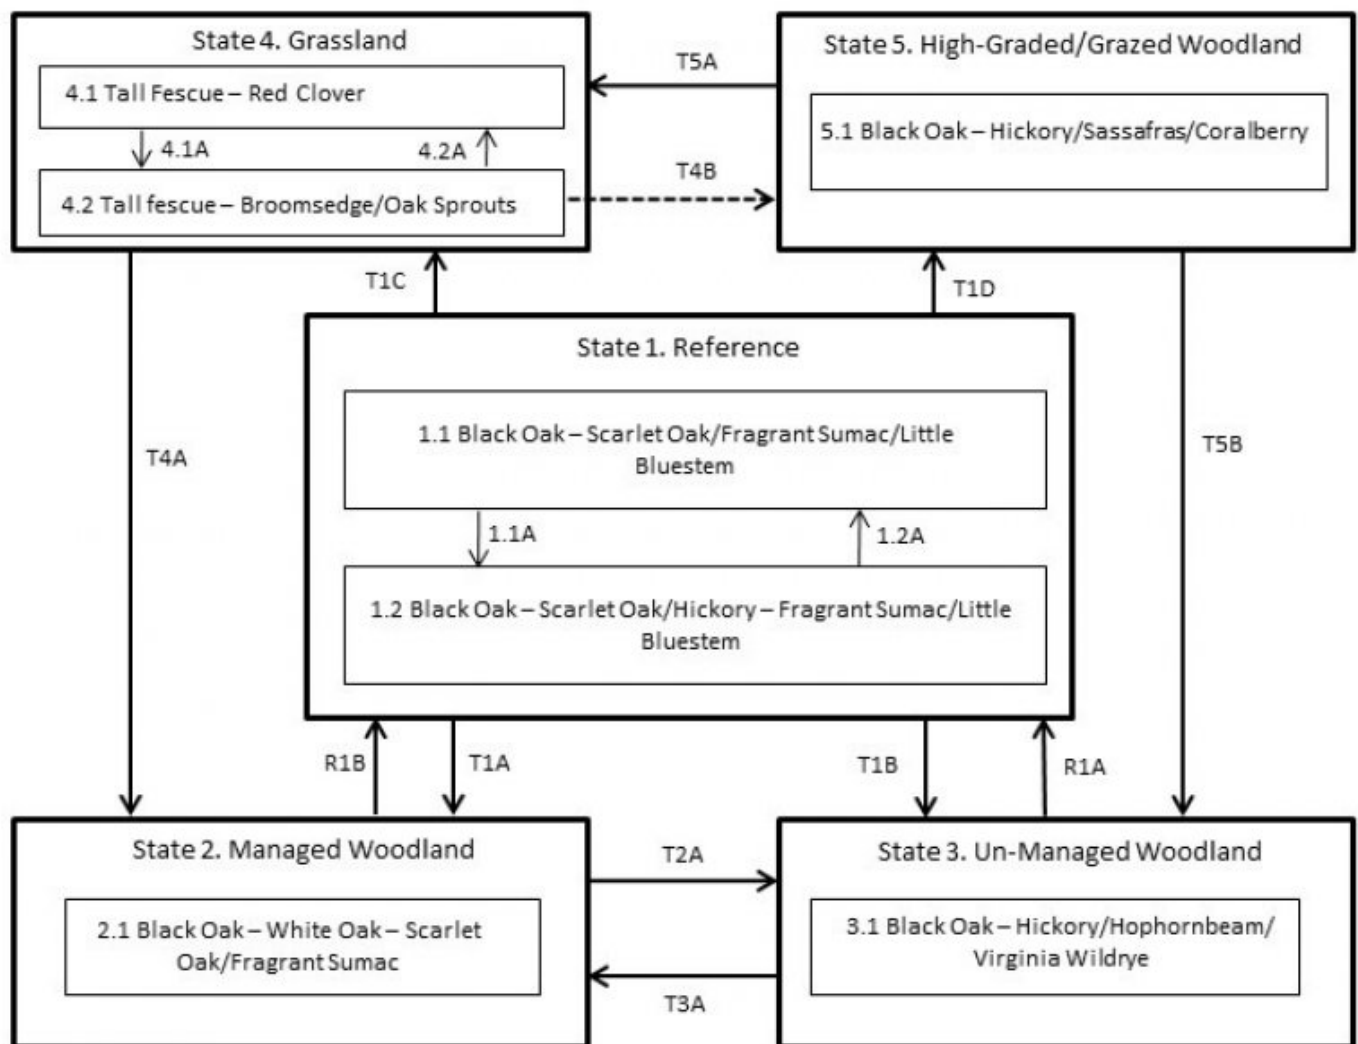 State 4. Grassland
4.1 Tall Fescue – Red Clover
4.1A
4.2A
4.2 Tall fescue – Broomsedge/Oak Sprouts
T5A
T4B
State 5. High-Graded/Grazed Woodland
5.1 Black Oak – Hickory/Sassafras/Coralberry
T1C
T1D
State 1. Reference
1.1 Black Oak – Scarlet Oak/Fragrant Sumac/Little
Bluestem
1.1A
1.2A
1.2 Black Oak – Scarlet Oak/Hickory – Fragrant Sumac/Little
Bluestem
T4A
T5B
R1B
T1A
T1B
R1A
State 2. Managed Woodland
2.1 Black Oak – White Oak – Scarlet
Oak/Fragrant Sumac
T2A
T3A
State 3. Un-Managed Woodland
3.1 Black Oak – Hickory/Hophornbeam/
Virginia Wildrye